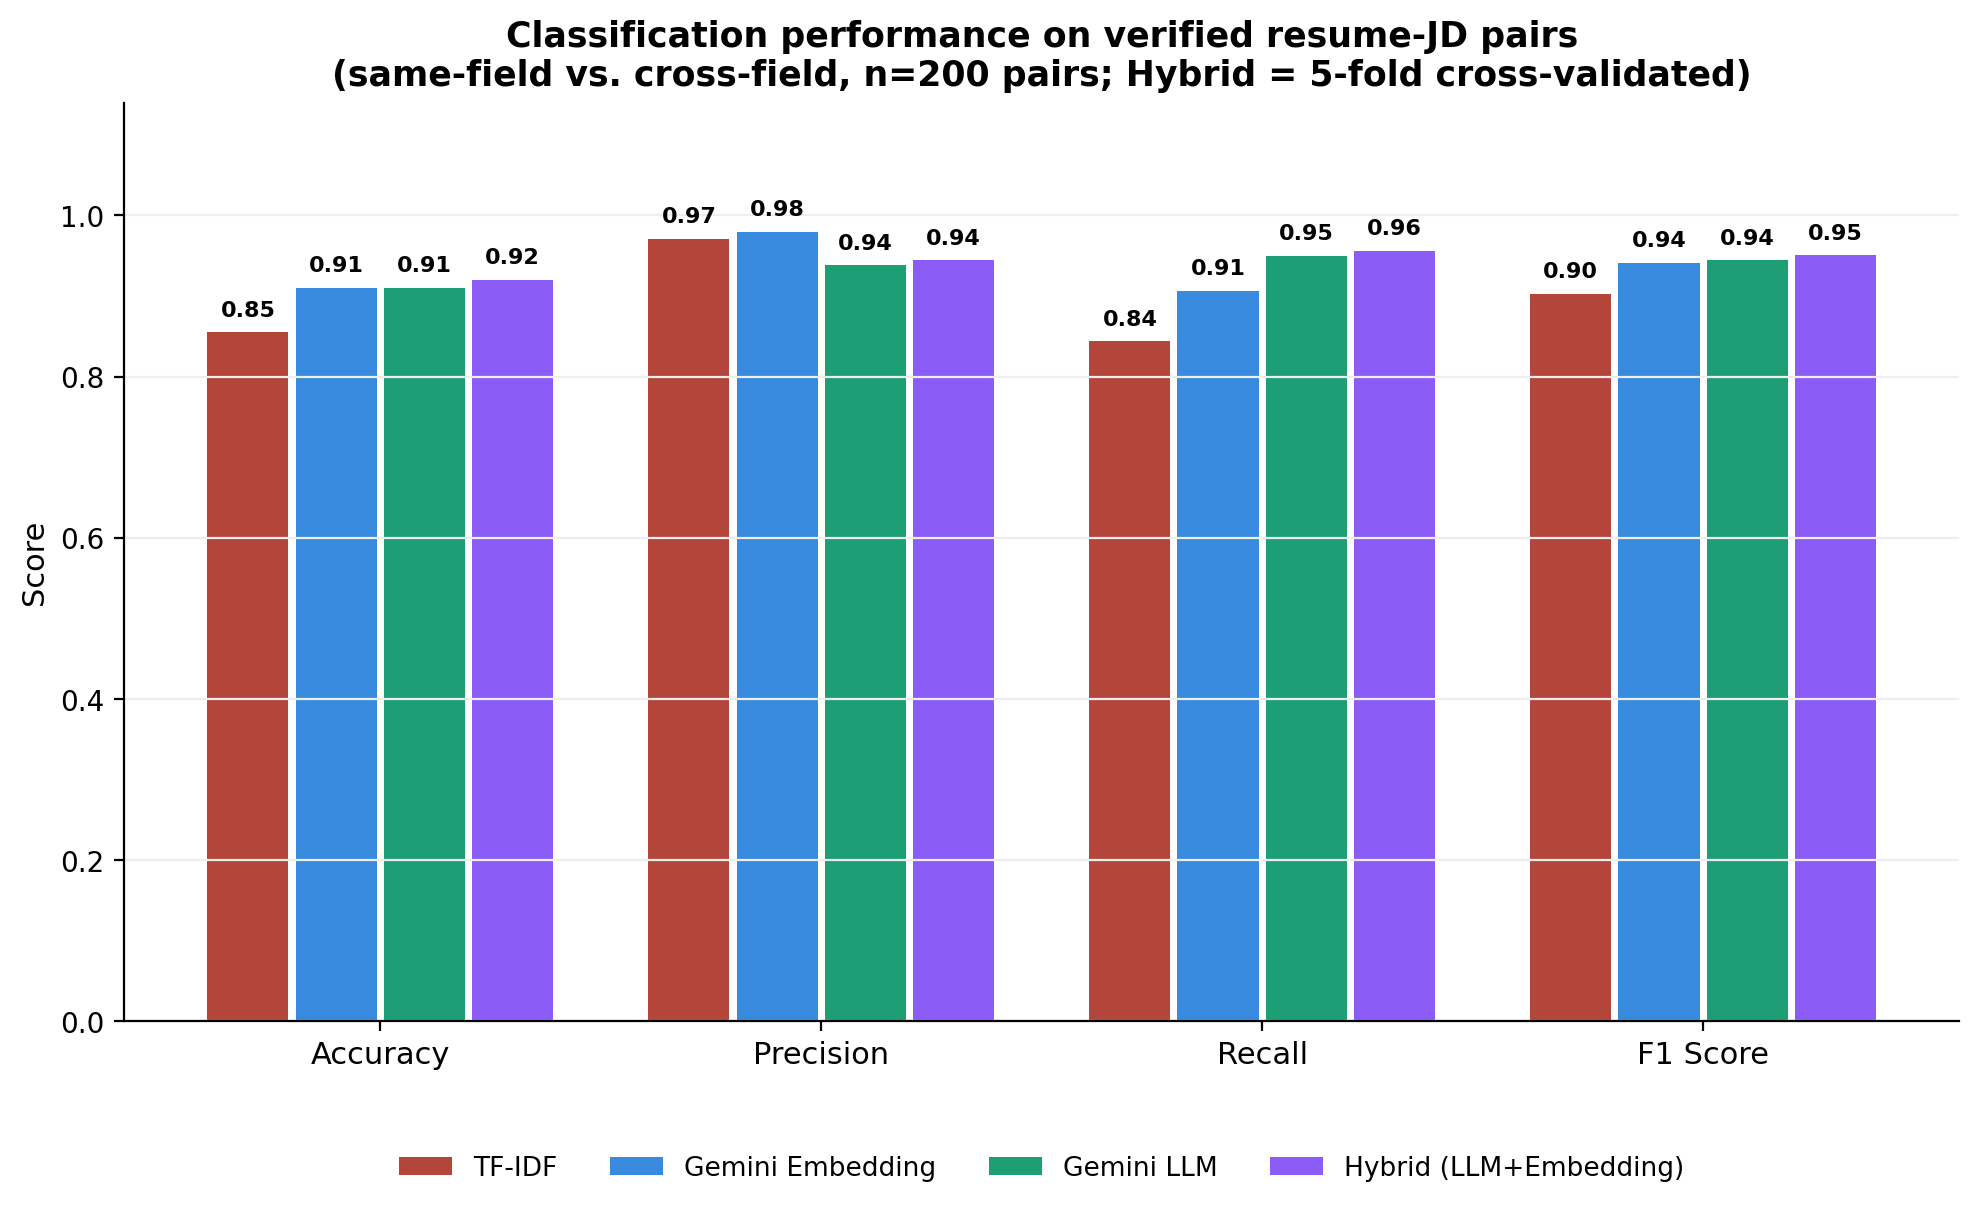 Classification performance on verified resume-JD pairs
(same-field vs. cross-field, n=200 pairs; Hybrid = 5-fold cross-validated)
Score
1.0
0.8
0.6
0.4
0.2
0.0
0.85
0.91
0.91
0.92
0.97
0.98
0.94
0.94
0.84
0.91
0.95
0.96
0.90
0.94
0.94
0.95
Accuracy
Precision
Recall
F1 Score
TF-IDF
Gemini Embedding
Gemini LLM
Hybrid (LLM+Embedding)